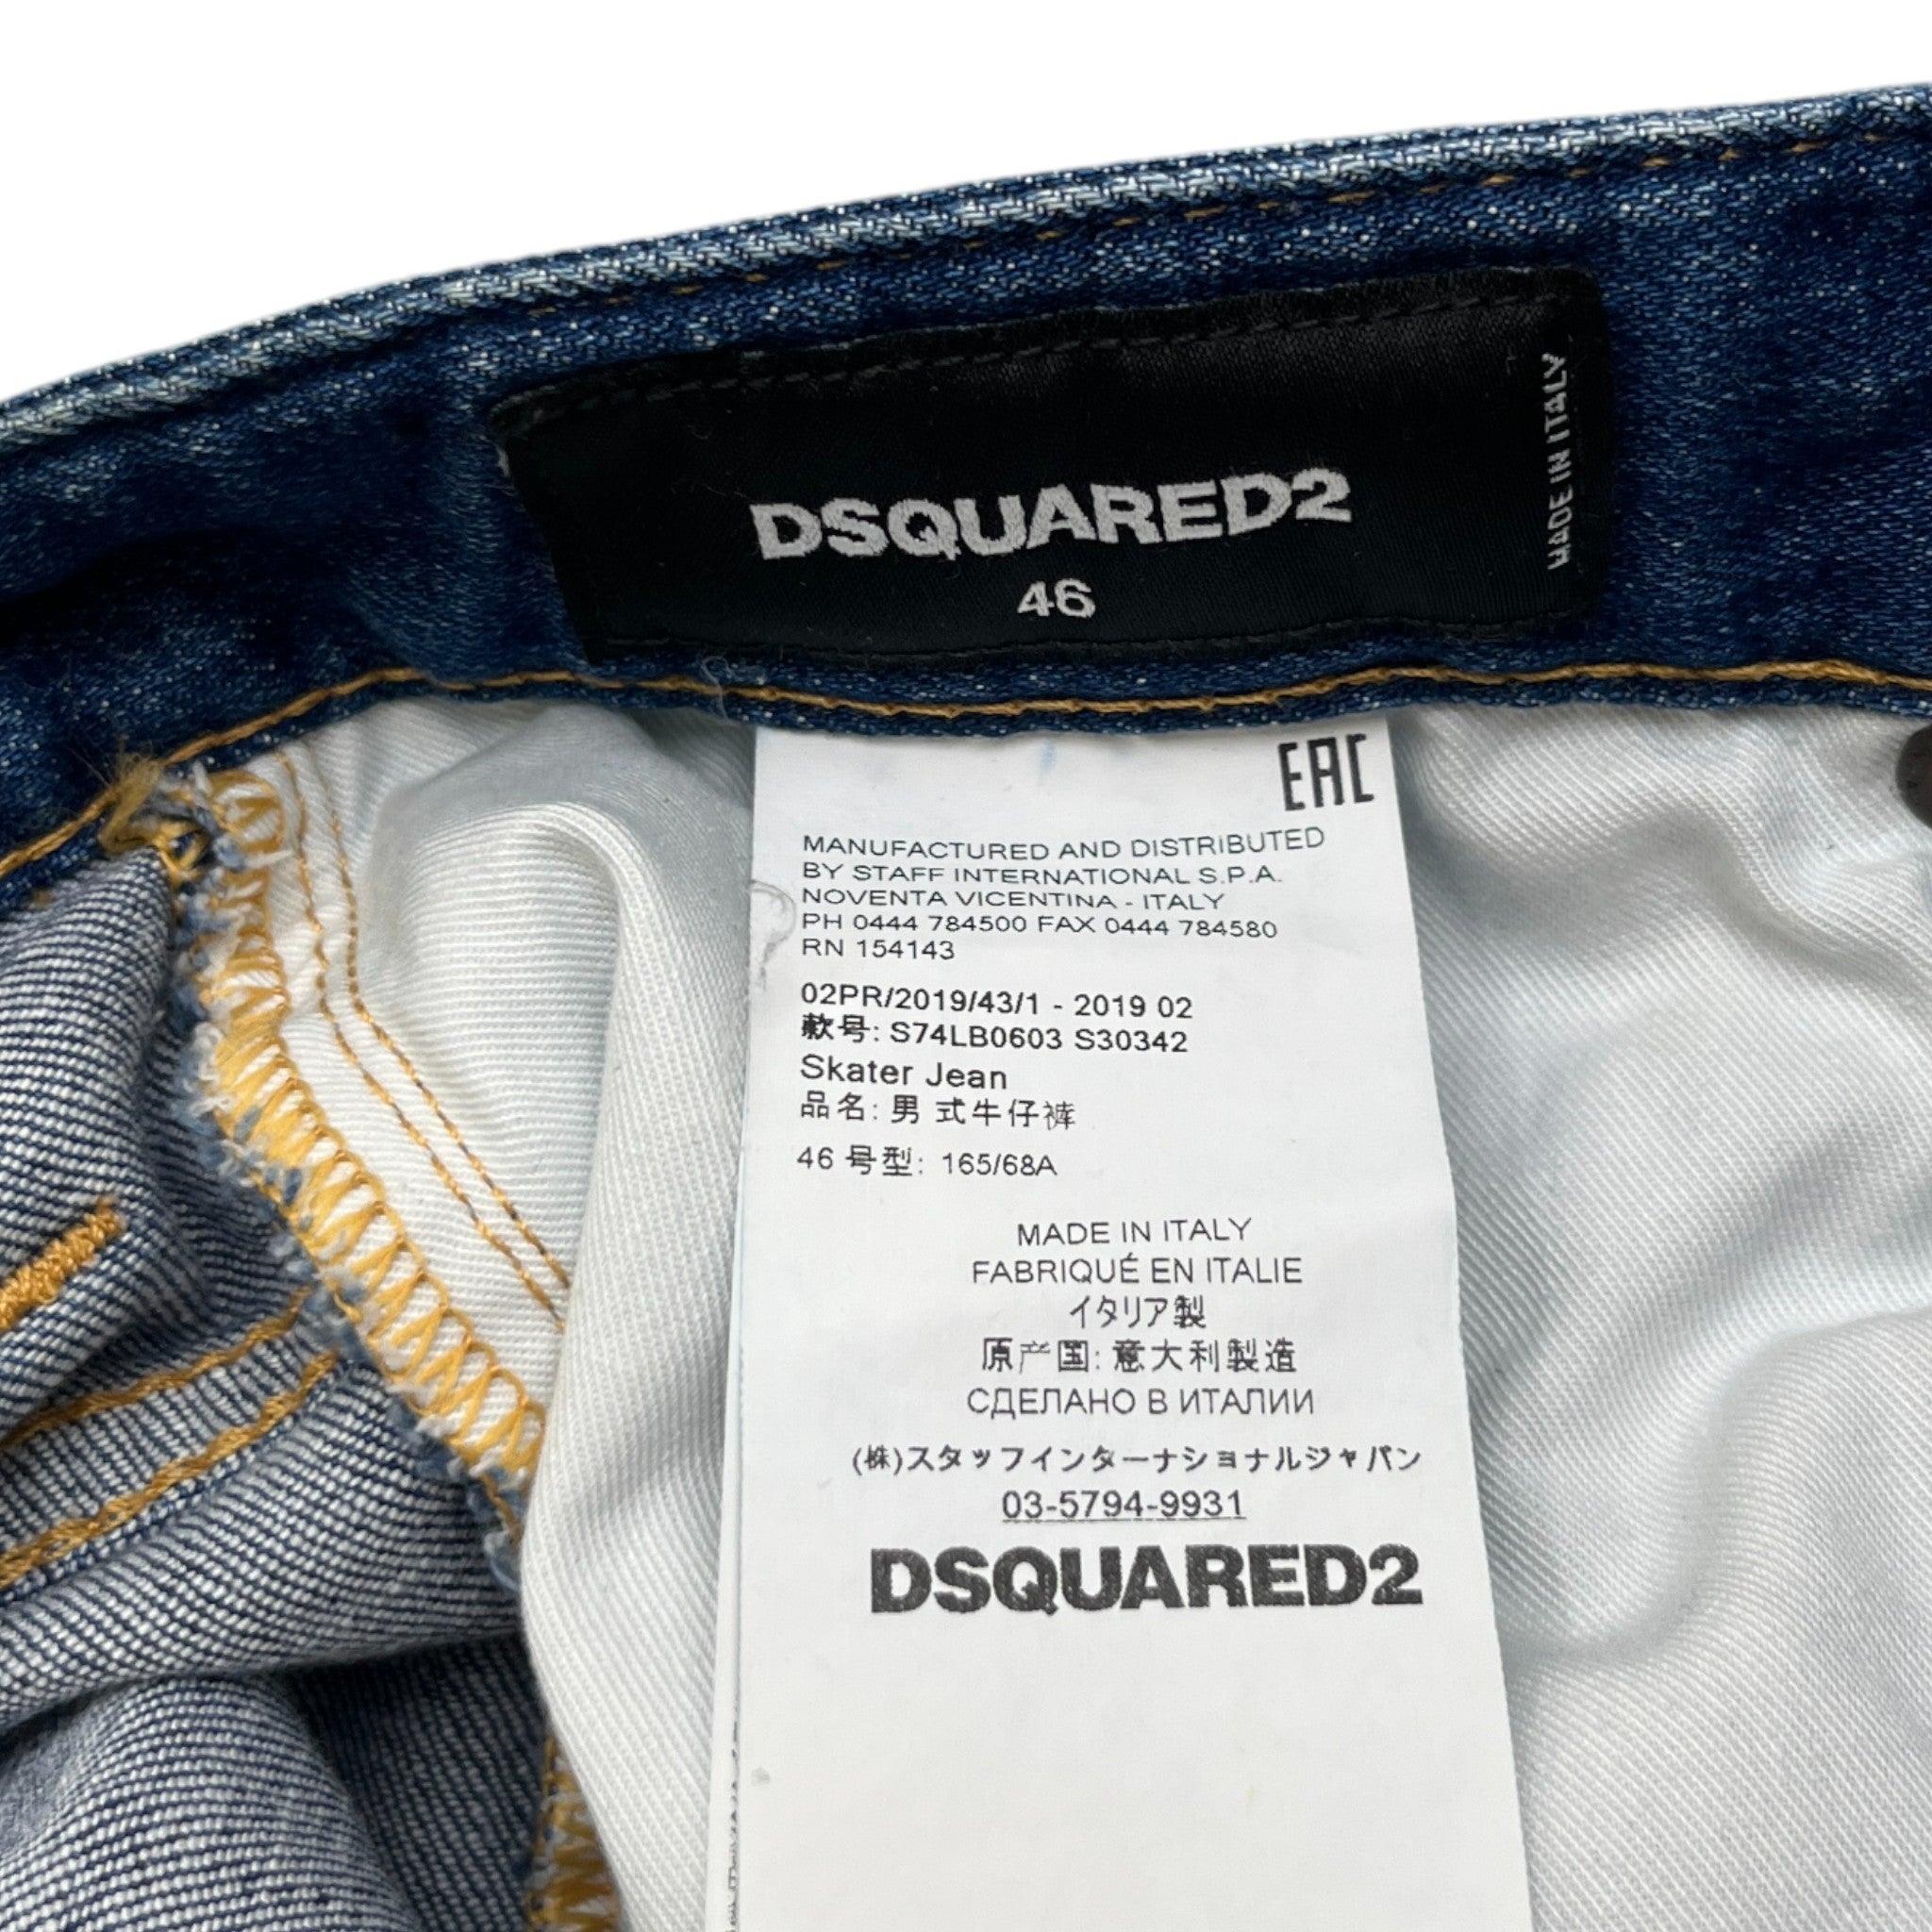 DSQUARED2
46
MADE IN ITALY
EAC
MANUFACTURED AND DISTRIBUTED
BY STAFF INTERNATIONAL S.P.A.
NOVENTA VICENTINA - ITALY
PH 0444 784500 FAX 0444 784580
RN 154143
02PR/2019/43/1 - 2019 02
款号: S74LB0603 S30342
Skater Jean
品名: 男 式牛仔裤
46 号型: 165/68A
MADE IN ITALY
FABRIQUÉ EN ITALIE
イタリア製
原产国: 意大利製造
СДЕЛАНО В ИТАЛИИ
(株)スタッフインターナショナルジャパン
03-5794-9931
DSQUARED2